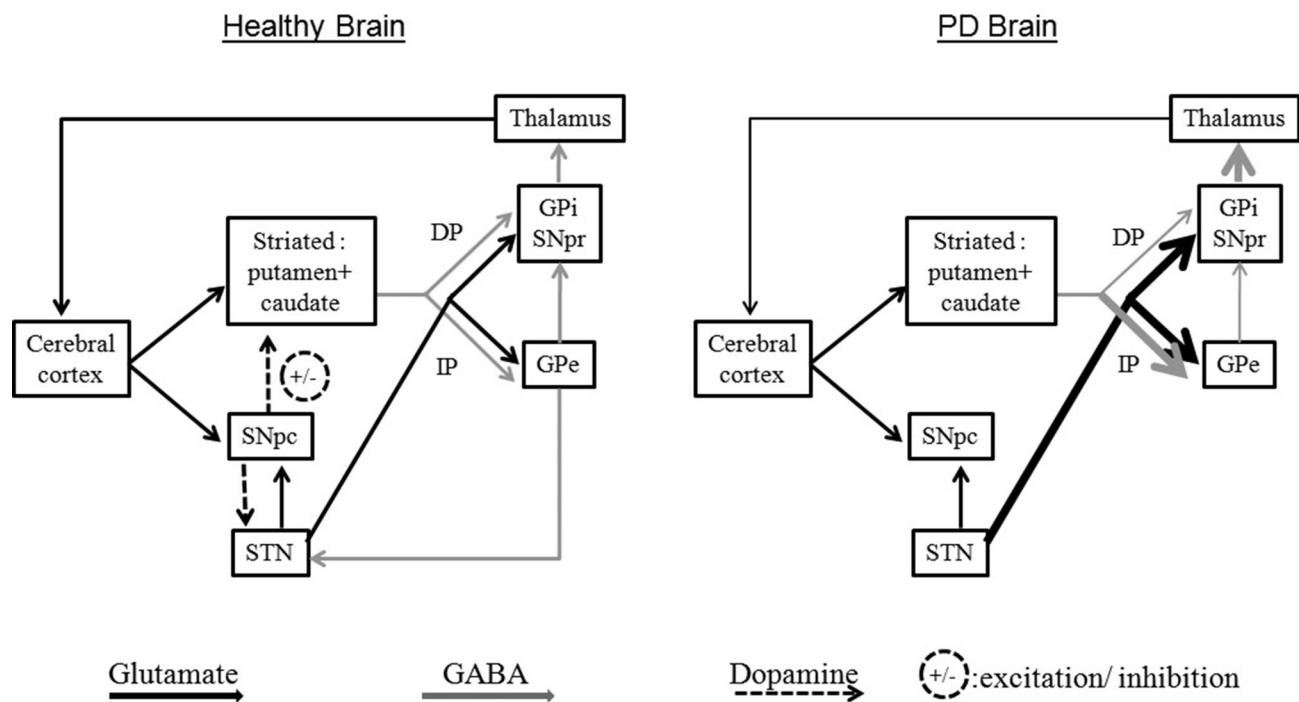 Healthy Brain
Thalamus
GPi
SNpr
DP
Striated :
putamen+
caudate
Cerebral
cortex
IP
GPe
+/-
SNpc
STN
PD Brain
Thalamus
GPi
SNpr
DP
Striated :
putamen+
caudate
Cerebral
cortex
IP
GPe
SNpc
STN
Glutamate
GABA
Dopamine
+/- :excitation/ inhibition